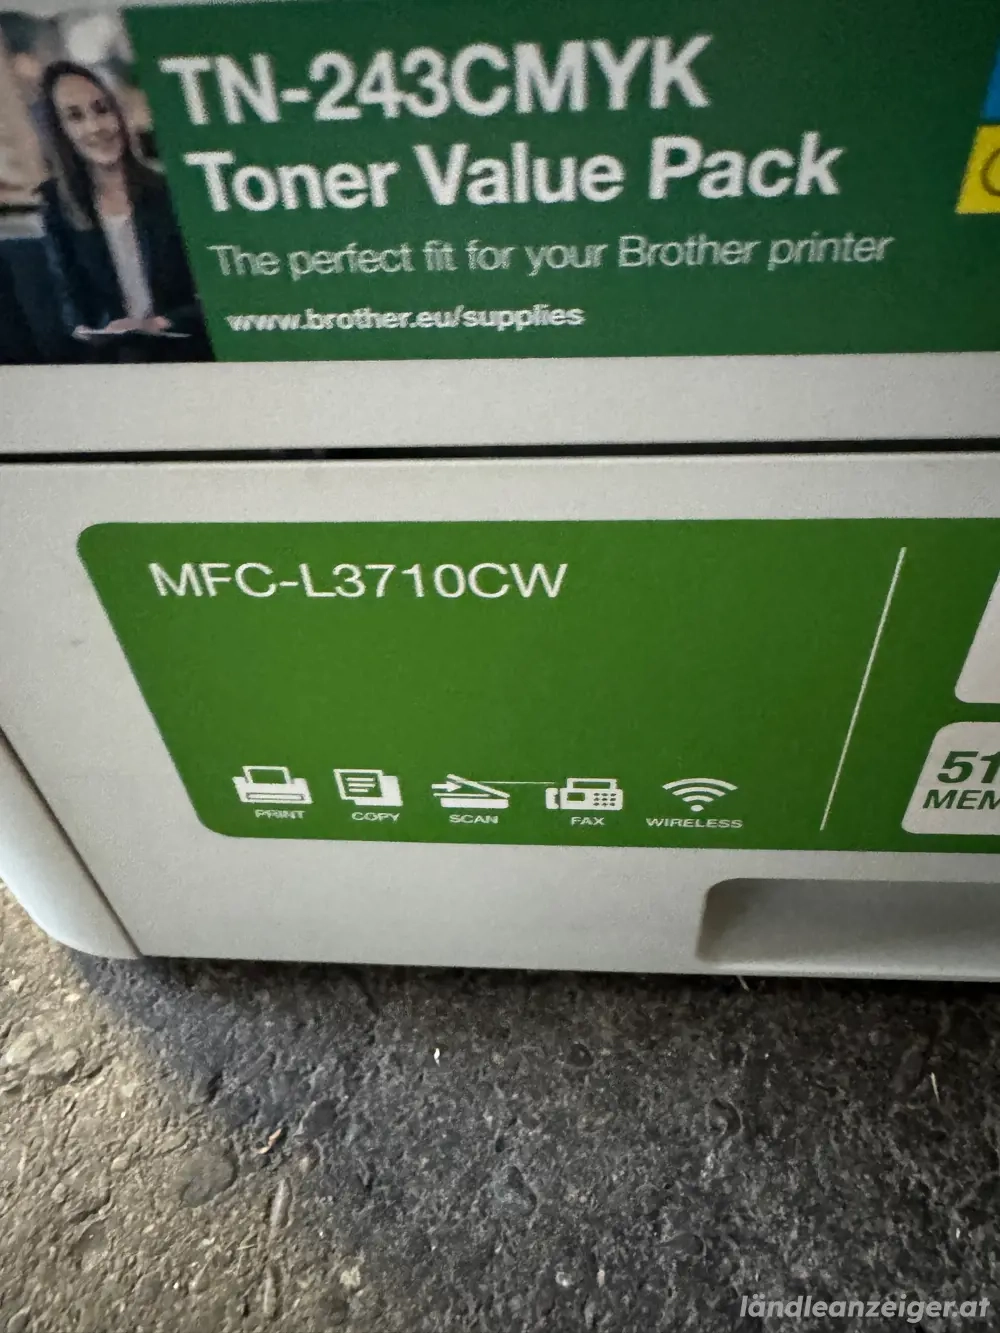 TN-243CMYK
Toner Value Pack
The perfect fit for your Brother printer
www.brother.eu/supplies
MFC-L3710CW
PRINT COPY SCAN FAX WIRELESS
ländleanzeiger.at